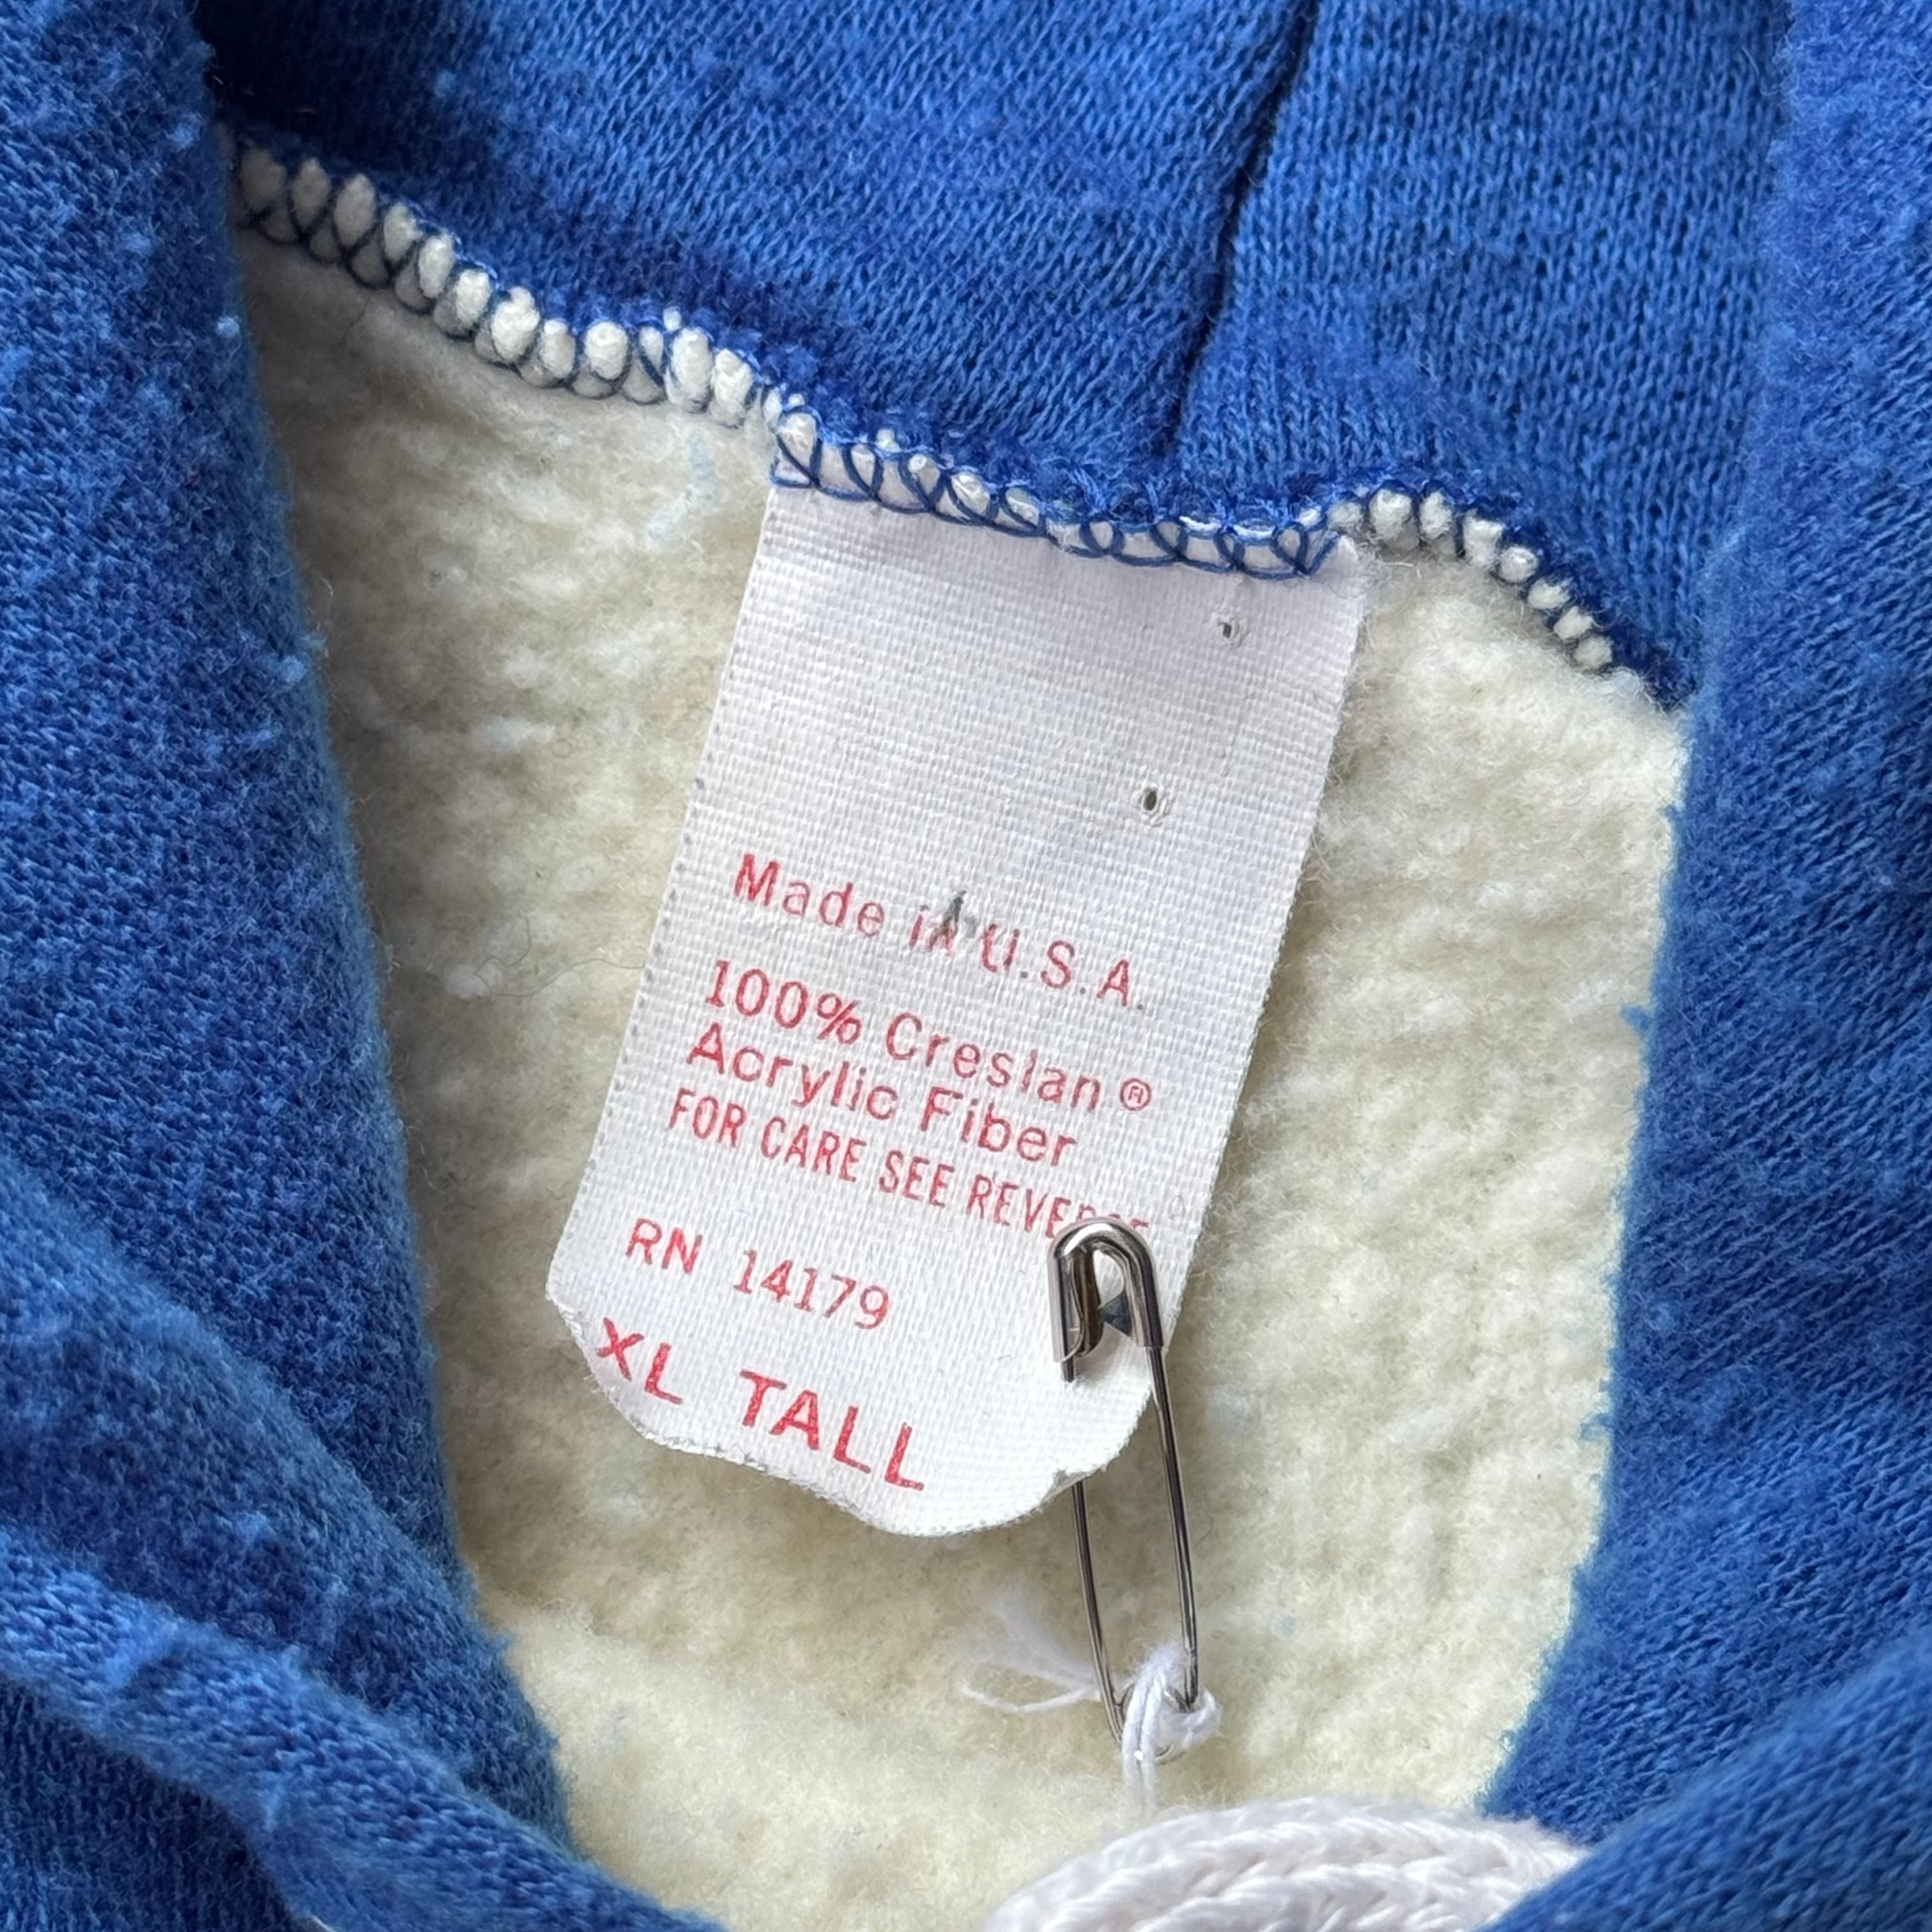 Made in U.S.A.
100% Creslan ®
Acrylic Fiber
FOR CARE SEE REVERSE
RN 14179
XL TALL